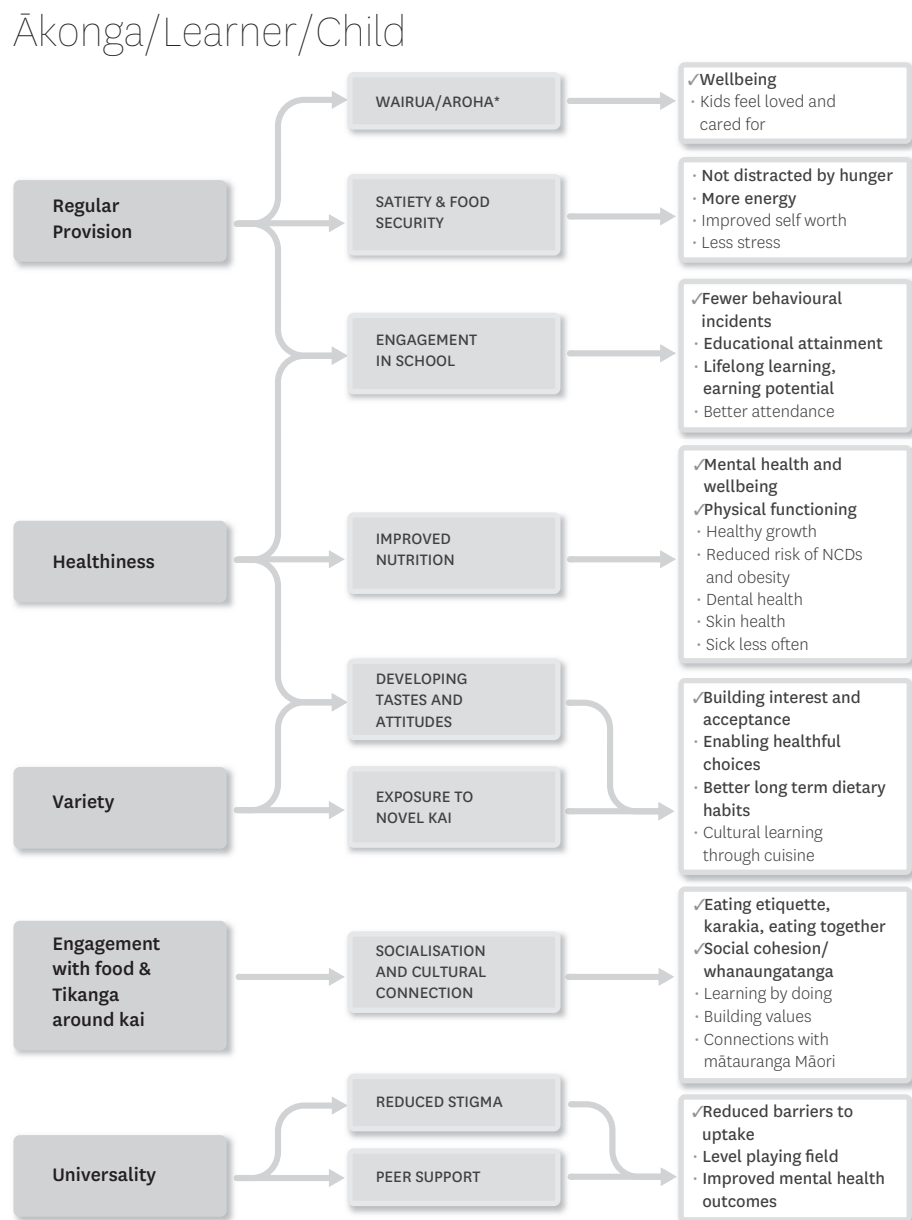 Ākonga/Learner/Child
WAIRUA/AROHA*
✓Wellbeing
· Kids feel loved and
cared for
Regular
Provision
SATIETY & FOOD
SECURITY
· Not distracted by hunger
· More energy
· Improved self worth
· Less stress
ENGAGEMENT
IN SCHOOL
✓Fewer behavioural
incidents
· Educational attainment
· Lifelong learning,
earning potential
· Better attendance
Healthiness
IMPROVED
NUTRITION
✓Mental health and
wellbeing
✓Physical functioning
· Healthy growth
· Reduced risk of NCDs
and obesity
· Dental health
· Skin health
· Sick less often
DEVELOPING
TASTES AND
ATTITUDES
Variety
EXPOSURE TO
NOVEL KAI
✓Building interest and
acceptance
· Enabling healthful
choices
· Better long term dietary
habits
· Cultural learning
through cuisine
Engagement
with food &
Tikanga
around kai
SOCIALISATION
AND CULTURAL
CONNECTION
✓Eating etiquette,
karakia, eating together
✓Social cohesion/
whanaungatanga
· Learning by doing
· Building values
· Connections with
mātauranga Māori
Universality
REDUCED STIGMA
PEER SUPPORT
✓Reduced barriers to
uptake
· Level playing field
· Improved mental health
outcomes